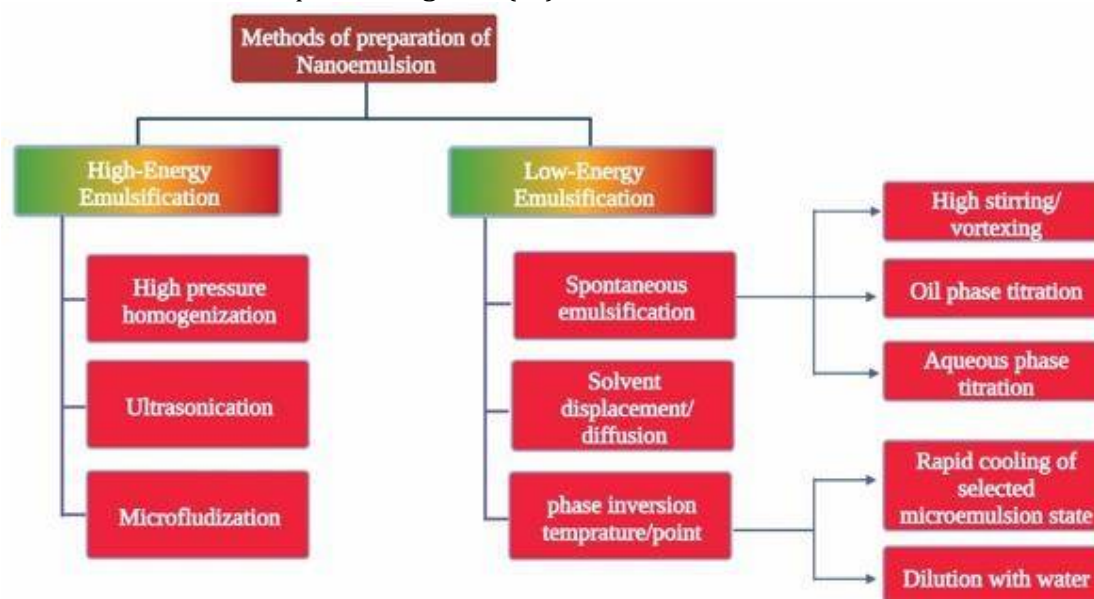 Methods of preparation of
Nanoemulsion
High-Energy
Emulsification
Low-Energy
Emulsification
High pressure
homogenization
Ultrasonication
Microfludization
Spontaneous
emulsification
Solvent
displacement/
diffusion
phase inversion
temprature/point
High stirring/
vortexing
Oil phase titration
Aqueous phase
titration
Rapid cooling of
selected
microemulsion state
Dilution with water